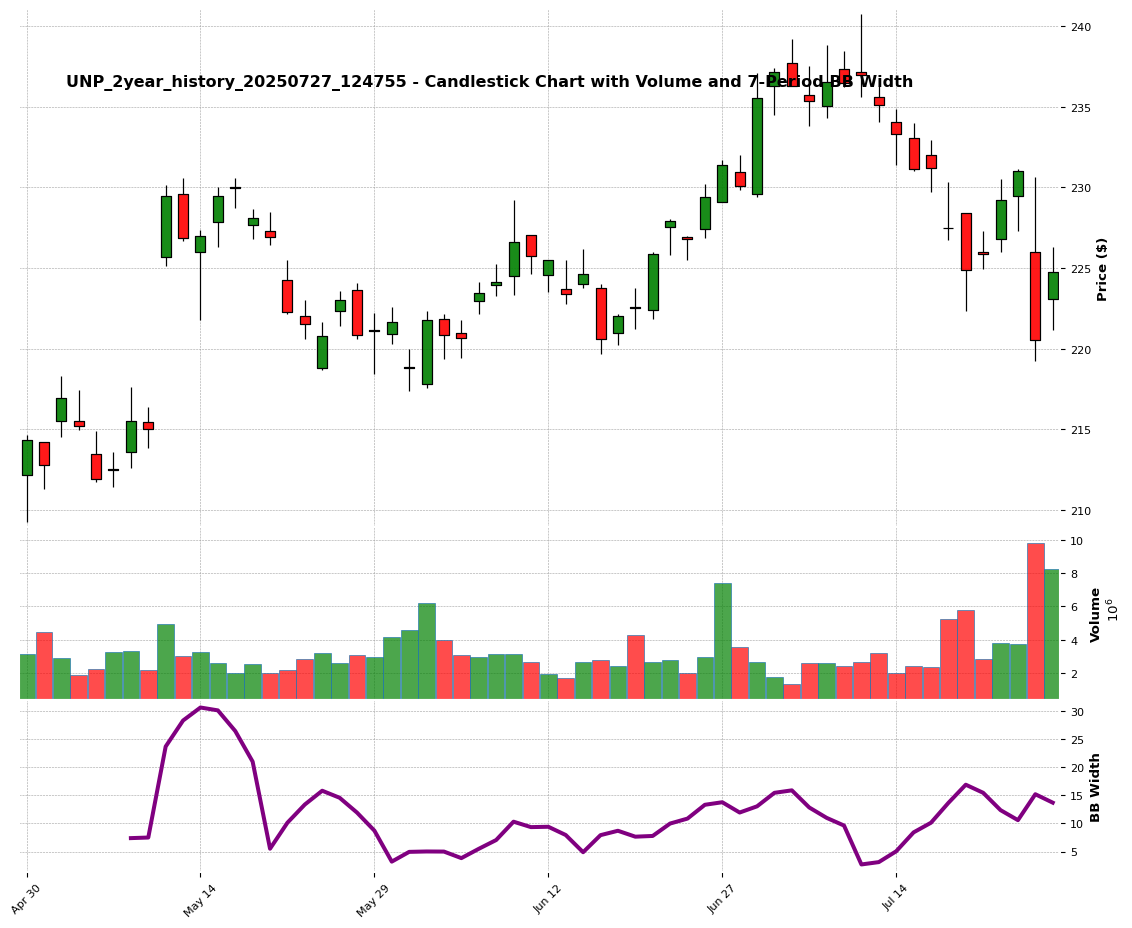 UNP_2year_history_20250727_124755 - Candlestick Chart with Volume and 7-Period BB Width
240
235
230
225
220
215
210
Price ($)
10
8
6
4
2
Volume
10^6
30
25
20
15
10
5
BB Width
Apr 30
May 14
May 29
Jun 12
Jun 27
Jul 14